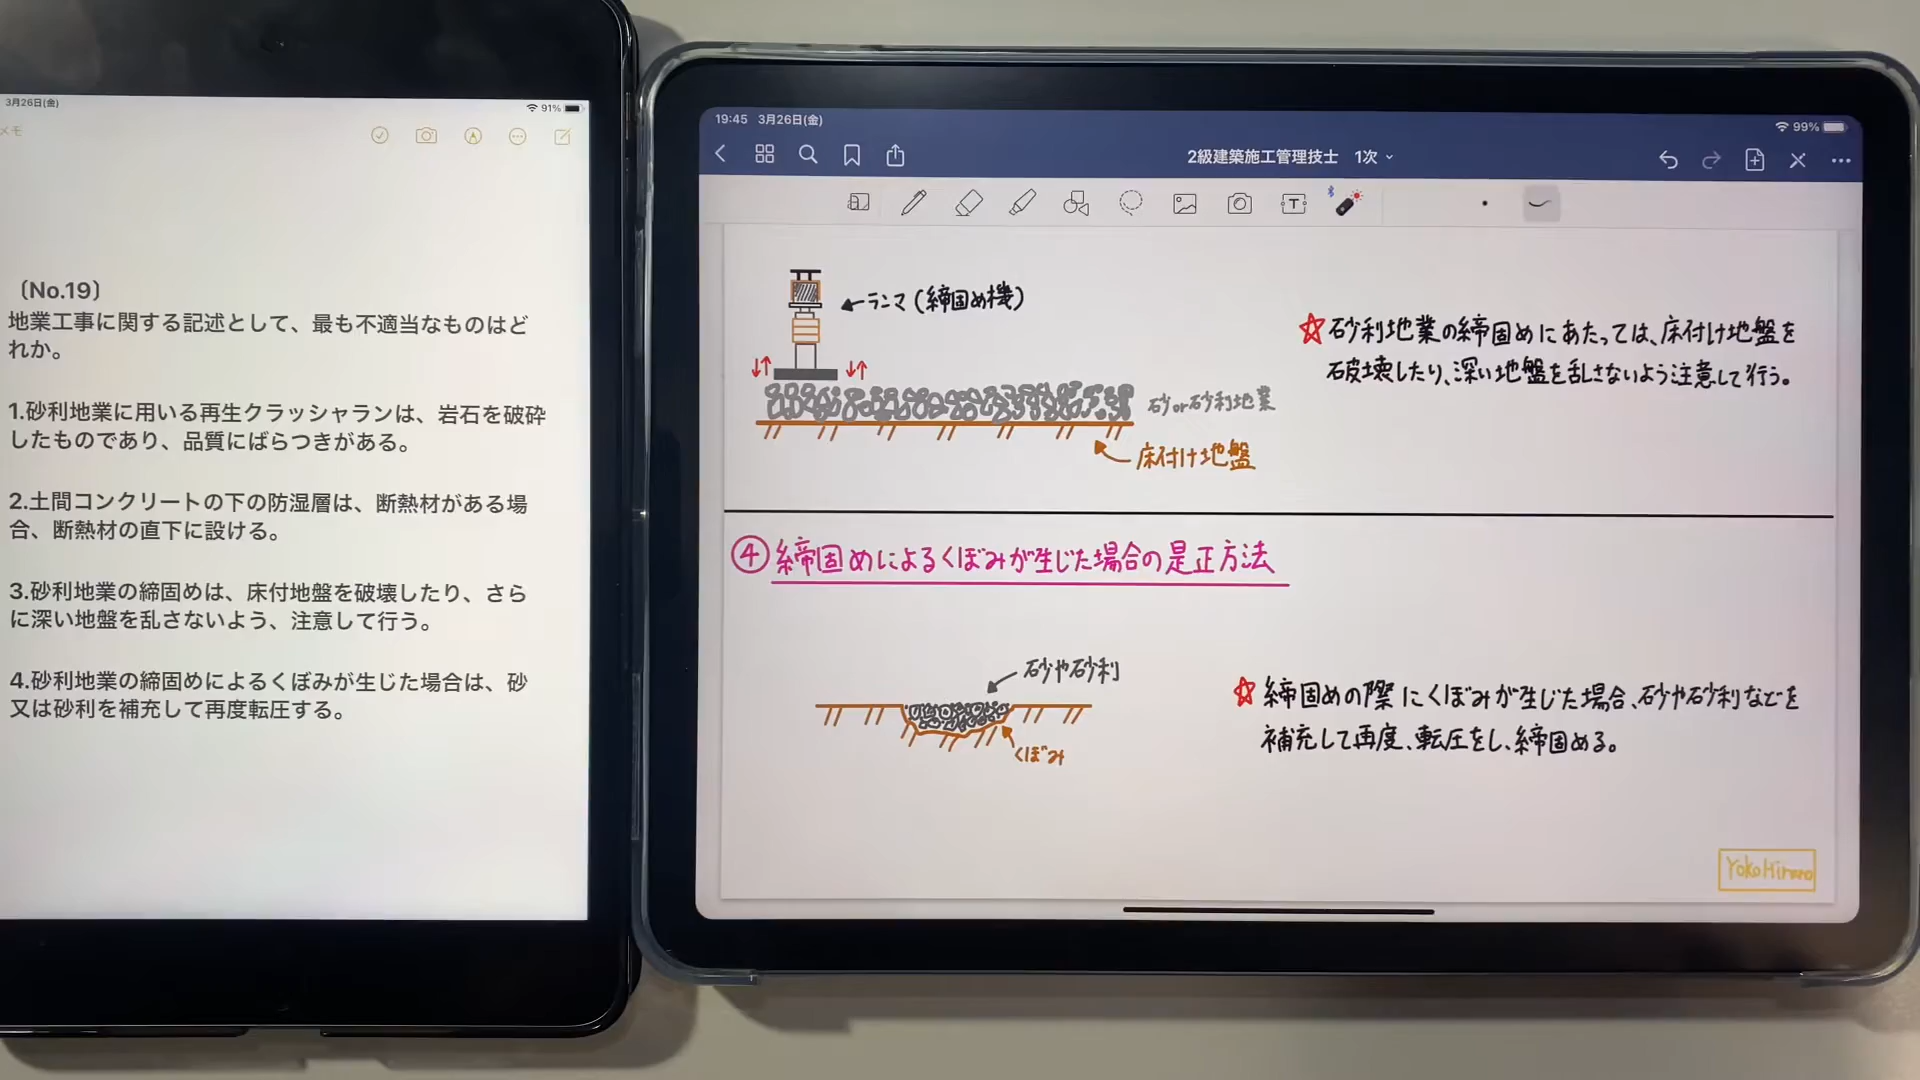 3月26日(金)
91%
メモ
〔No.19〕
地業工事に関する記述として、最も不適当なものはど
れか。
1.砂利地業に用いる再生クラッシャランは、岩石を破砕
したものであり、品質にばらつきがある。
2.土間コンクリートの下の防湿層は、断熱材がある場
合、断熱材の直下に設ける。
3.砂利地業の締固めは、床付地盤を破壊したり、さら
に深い地盤を乱さないよう、注意して行う。
4.砂利地業の締固めによるくぼみが生じた場合は、砂
又は砂利を補充して再度転圧する。
19:45 3月26日(金)
99%
2級建築施工管理技士 1次
T
ランマ(締固め機)
☆砂利地業の締固めにあたっては、床付け地盤を
破壊したり、深い地盤を乱さないよう注意して行う。
砂or砂利地業
床付け地盤
④締固めによるくぼみが生じた場合の是正方法
砂や砂利
くぼみ
☆締固めの際にくぼみが生じた場合、砂や砂利などを
補充して再度、転圧をし、締固める。